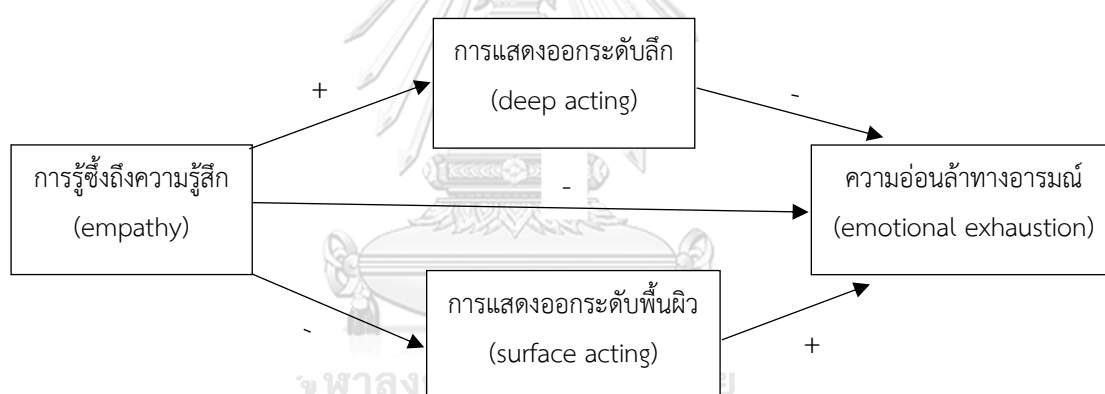 การแสดงออกระดับลึก
(deep acting)
+
-
การรู้ซึ้งถึงความรู้สึก
(empathy)
-
ความอ่อนล้าทางอารมณ์
(emotional exhaustion)
การแสดงออกระดับพื้นผิว
(surface acting)
-
+